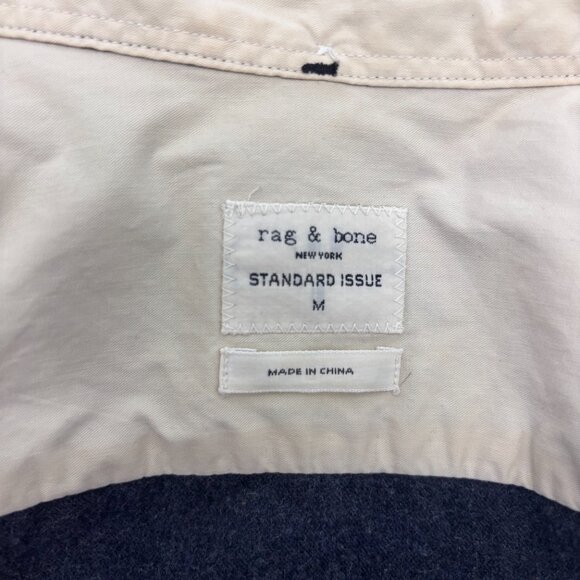 rag & bone
NEW YORK
STANDARD ISSUE
M
MADE IN CHINA